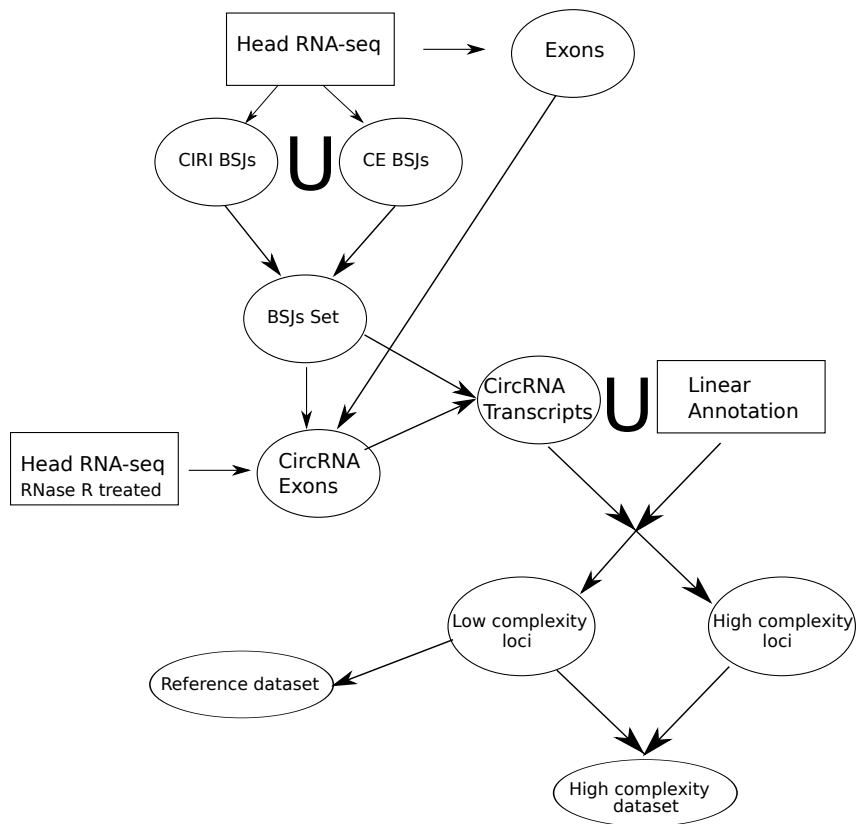 Head RNA-seq
Exons
CIRI BSJs
U
CE BSJs
BSJs Set
CircRNA
Transcripts
U
Linear
Annotation
Head RNA-seq
RNase R treated
CircRNA
Exons
Low complexity
loci
High complexity
loci
Reference dataset
High complexity
dataset